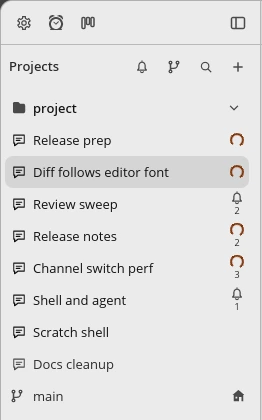 Projects
project
Release prep
Diff follows editor font
Review sweep
2
Release notes
2
Channel switch perf
3
Shell and agent
1
Scratch shell
Docs cleanup
main